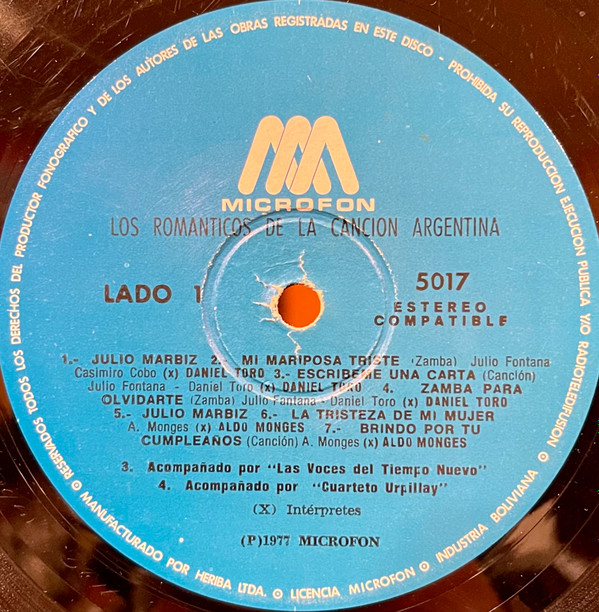 RESERVADOS TODOS LOS DERECHOS DEL PRODUCTOR FONOGRAFICO Y DE LOS AUTORES DE LAS OBRAS REGISTRADAS EN ESTE DISCO - PROHIBIDA SU REPRODUCCION EJECUCION PUBLICA Y/O RADIOTELEDIFUSION
MICROFON
LOS ROMANTICOS DE LA CANCION ARGENTINA
LADO 1
5017
ESTEREO
COMPATIBLE
1.- JULIO MARBIZ 2.- MI MARIPOSA TRISTE (Zamba) Julio Fontana
Casimiro Cobo (x) DANIEL TORO 3.- ESCRIBEME UNA CARTA (Canción)
Julio Fontana - Daniel Toro (x) DANIEL TORO 4. ZAMBA PARA
OLVIDARTE (Zamba) Julio Fantana - Daniel Toro (x) DANIEL TORO
5.- JULIO MARBIZ 6.- LA TRISTEZA DE MI MUJER
A. Monges (x) ALDO MONGES 7.- BRINDO POR TU
CUMPLEAÑOS (Canción) A. Monges (x) ALDO MONGES
3. Acompañado por "Las Voces del Tiempo Nuevo"
4. Acompañado por "Cuarteto Urpillay"
(X) Intérpretes
(P)1977 MICROFON
MANUFACTURADO POR HERIBA LTDA. LICENCIA MICROFON INDUSTRIA BOLIVIANA